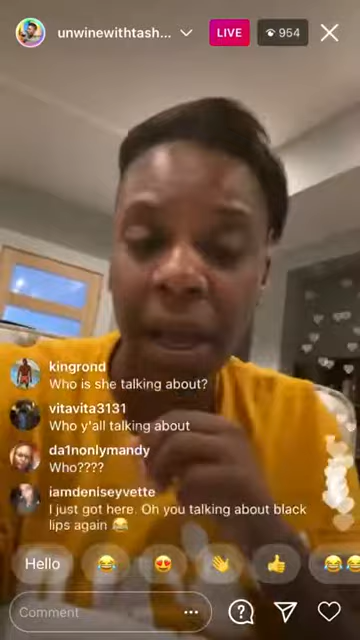 unwinewithtash...
LIVE
954
kingrond
Who is she talking about?
vitavita3131
Who y'all talking about
da1nonlymandy
Who????
iamdeniseyvette
I just got here. Oh you talking about black
lips again 😂
Hello 😂 😍 👋 👍 😂😂
Comment